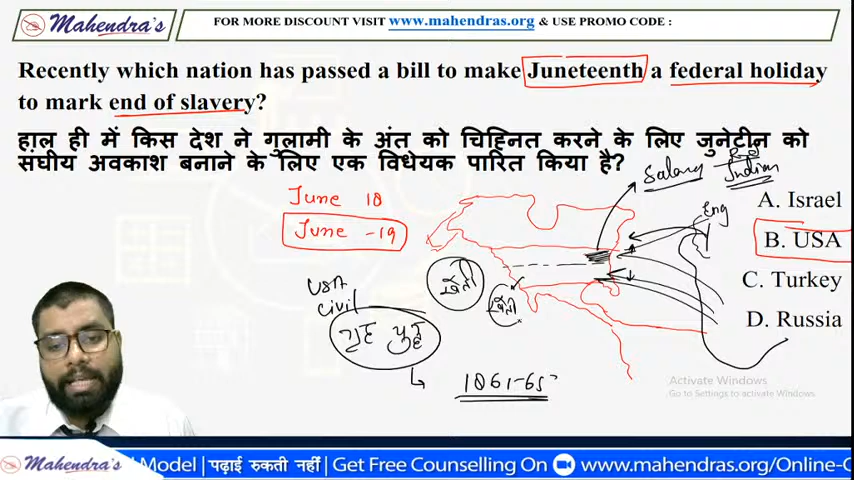 Mahendra's
FOR MORE DISCOUNT VISIT www.mahendras.org & USE PROMO CODE :
Recently which nation has passed a bill to make Juneteenth a federal holiday
to mark end of slavery?
हाल ही में किस देश ने गुलामी के अंत को चिह्नित करने के लिए जुनेटीन को
संघीय अवकाश बनाने के लिए एक विधेयक पारित किया है?
Indian
June 18
June -19
Eng
A. Israel
B. USA
C. Turkey
D. Russia
खेती
खेती
USA
civil
गृह युद्ध
1861-65
Activate Windows
Go to Settings to activate Windows.
Mahendra's
Model | पढ़ाई रुकती नहीं | Get Free Counselling On www.mahendras.org/Online-C